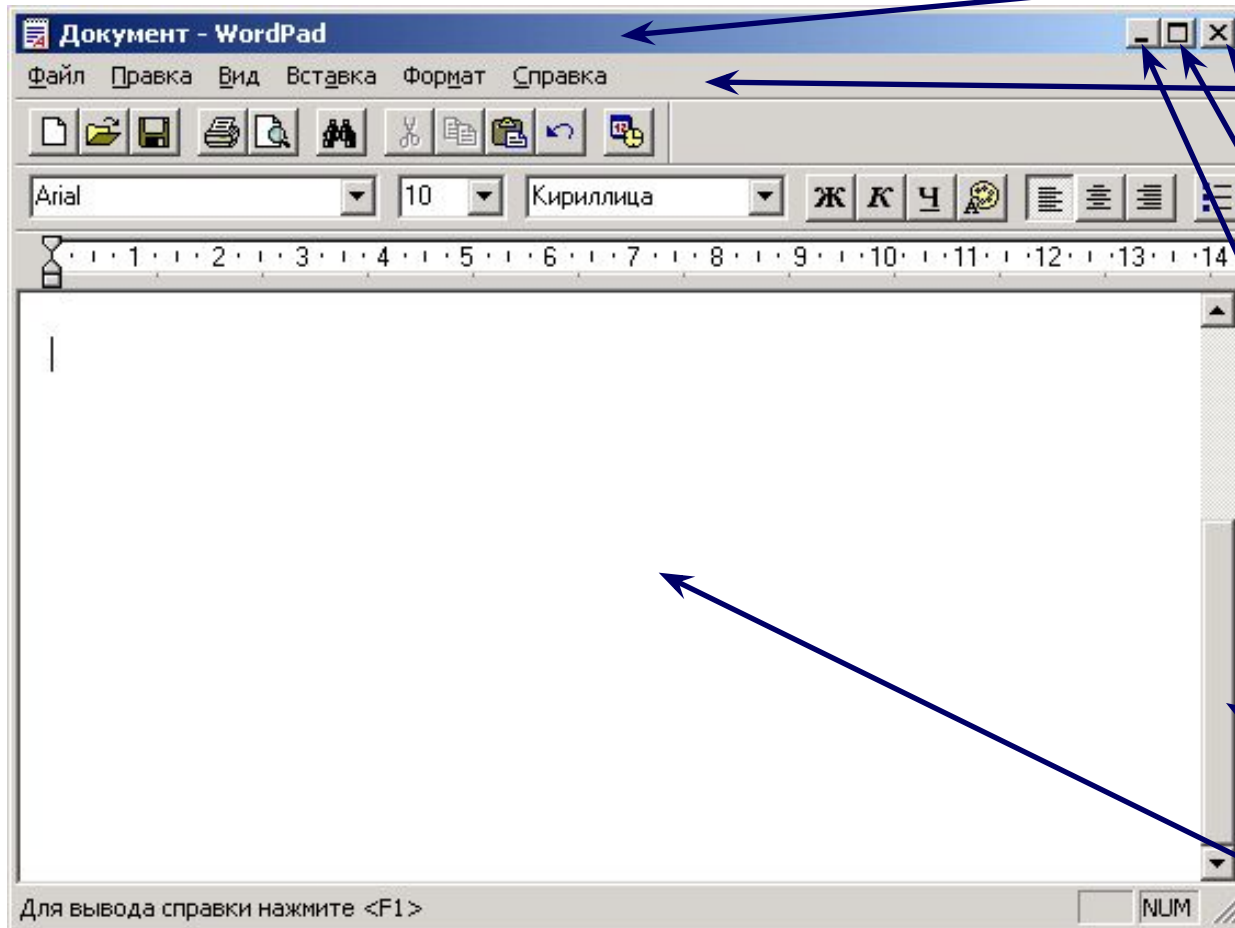 Документ - WordPad
Файл Правка Вид Вставка Формат Справка
Arial 10 Кириллица Ж К Ч
1 2 3 4 5 6 7 8 9 10 11 12 13 14
Для вывода справки нажмите <F1> NUM